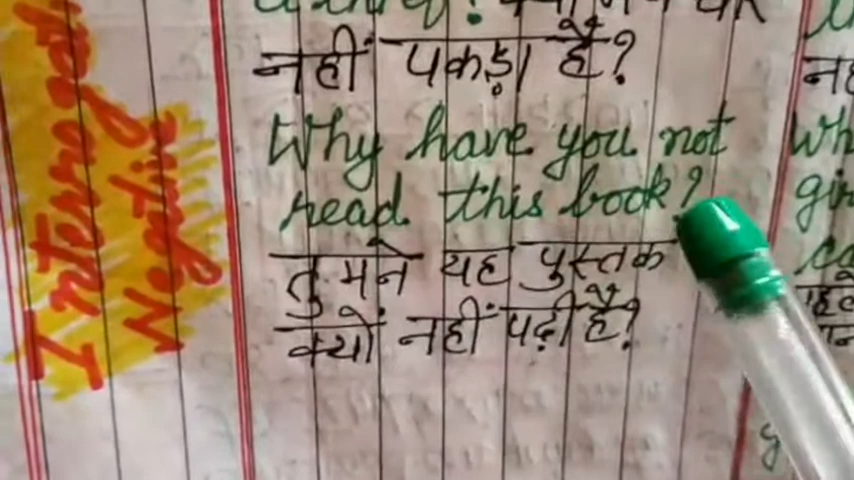 Interrogative
Negative
नहीं पकड़ा है?
Why have you not
read this book?
तुमने यह पुस्तक
क्यों नहीं पढ़ी है?